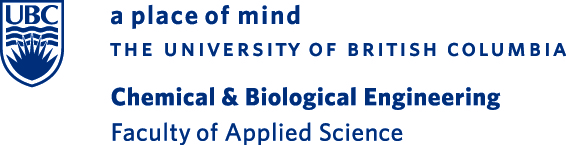 UBC
a place of mind
THE UNIVERSITY OF BRITISH COLUMBIA
Chemical & Biological Engineering
Faculty of Applied Science